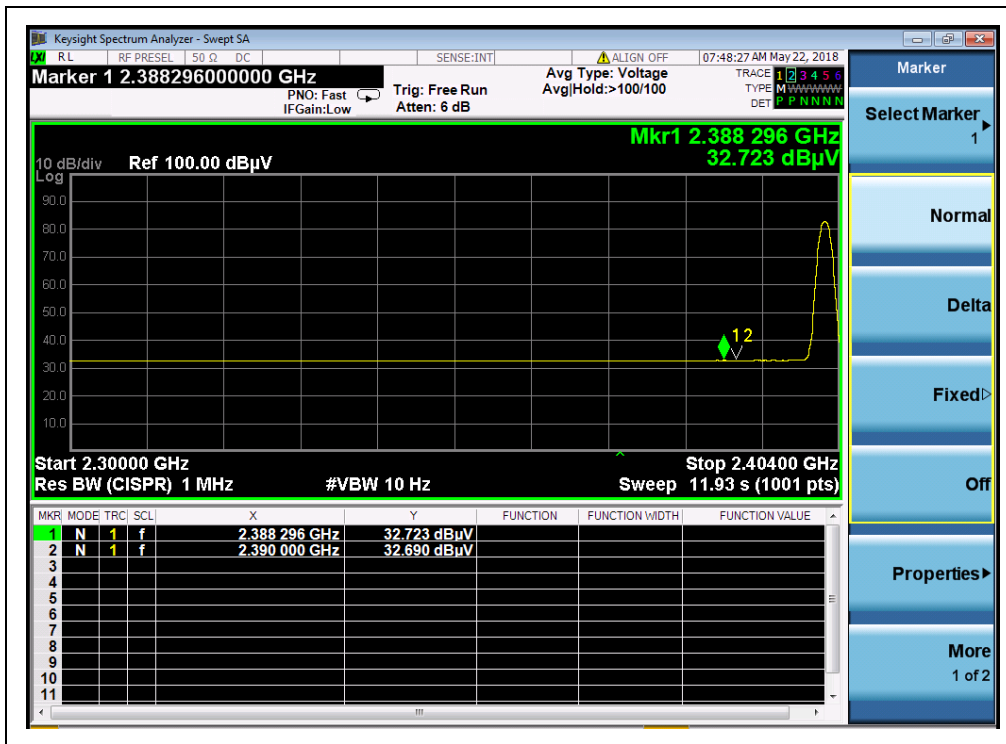 Keysight Spectrum Analyzer - Swept SA
LXI RL RF PRESEL 50 Ω DC SENSE:INT ALIGN OFF 07:48:27 AM May 22, 2018
Marker 1 2.388296000000 GHz
PNO: Fast
IFGain:Low
Trig: Free Run
Atten: 6 dB
Avg Type: Voltage
Avg|Hold:>100/100
TRACE 1 2 3 4 5 6
TYPE M W W W W W
DET P P N N N N
Mkr1 2.388 296 GHz
32.723 dBµV
10 dB/div Ref 100.00 dBµV
Log
90.0
80.0
70.0
60.0
50.0
40.0
30.0
20.0
10.0
1 2
Start 2.30000 GHz Stop 2.40400 GHz
Res BW (CISPR) 1 MHz #VBW 10 Hz Sweep 11.93 s (1001 pts)
MKR MODE TRC SCL X Y FUNCTION FUNCTION WIDTH FUNCTION VALUE
1 N 1 f 2.388 296 GHz 32.723 dBµV
2 N 1 f 2.390 000 GHz 32.690 dBµV
3
4
5
6
7
8
9
10
11
Marker
Select Marker
1
Normal
Delta
Fixed
Off
Properties
More
1 of 2